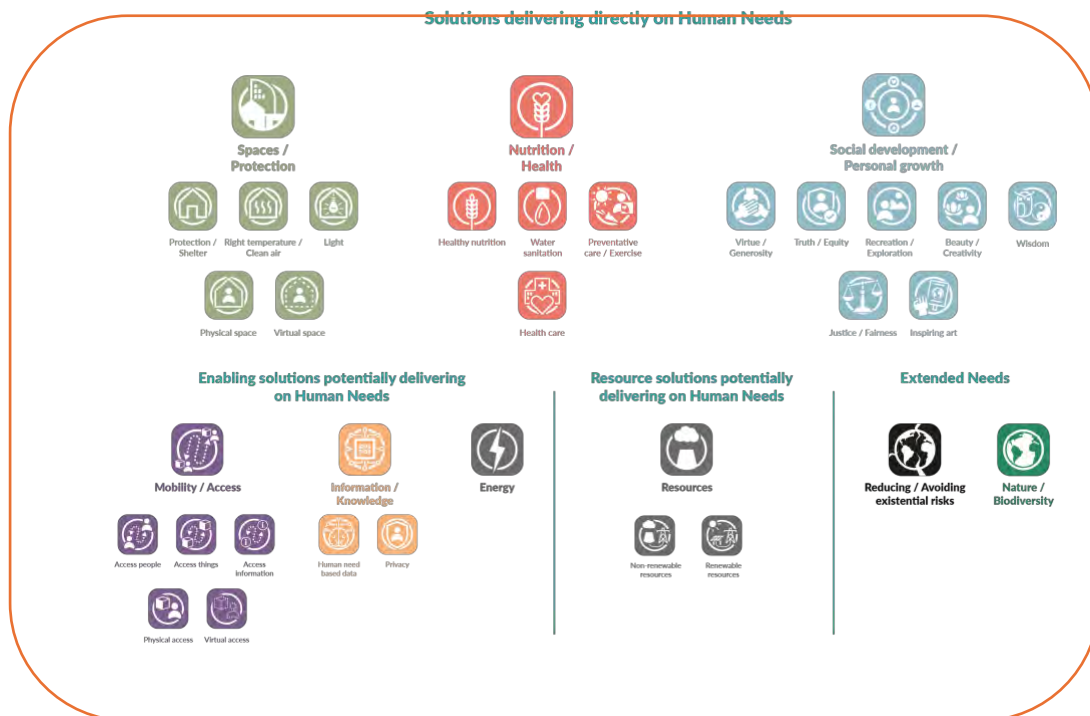 Solutions delivering directly on Human Needs
Spaces /
Protection
Nutrition /
Health
Social development /
Personal growth
Protection /
Shelter
Right temperature /
Clean air
Light
Healthy nutrition
Water
sanitation
Preventative
care / Exercise
Virtue /
Generosity
Truth / Equity
Recreation /
Exploration
Beauty /
Creativity
Wisdom
Physical space
Virtual space
Health care
Justice / Fairness
Inspiring art
Enabling solutions potentially delivering
on Human Needs
Resource solutions potentially
delivering on Human Needs
Extended Needs
Mobility / Access
Information /
Knowledge
Energy
Resources
Reducing / Avoiding
existential risks
Nature /
Biodiversity
Access people
Access things
Access
information
Human need
based data
Privacy
Non-renewable
resources
Renewable
resources
Physical access
Virtual access